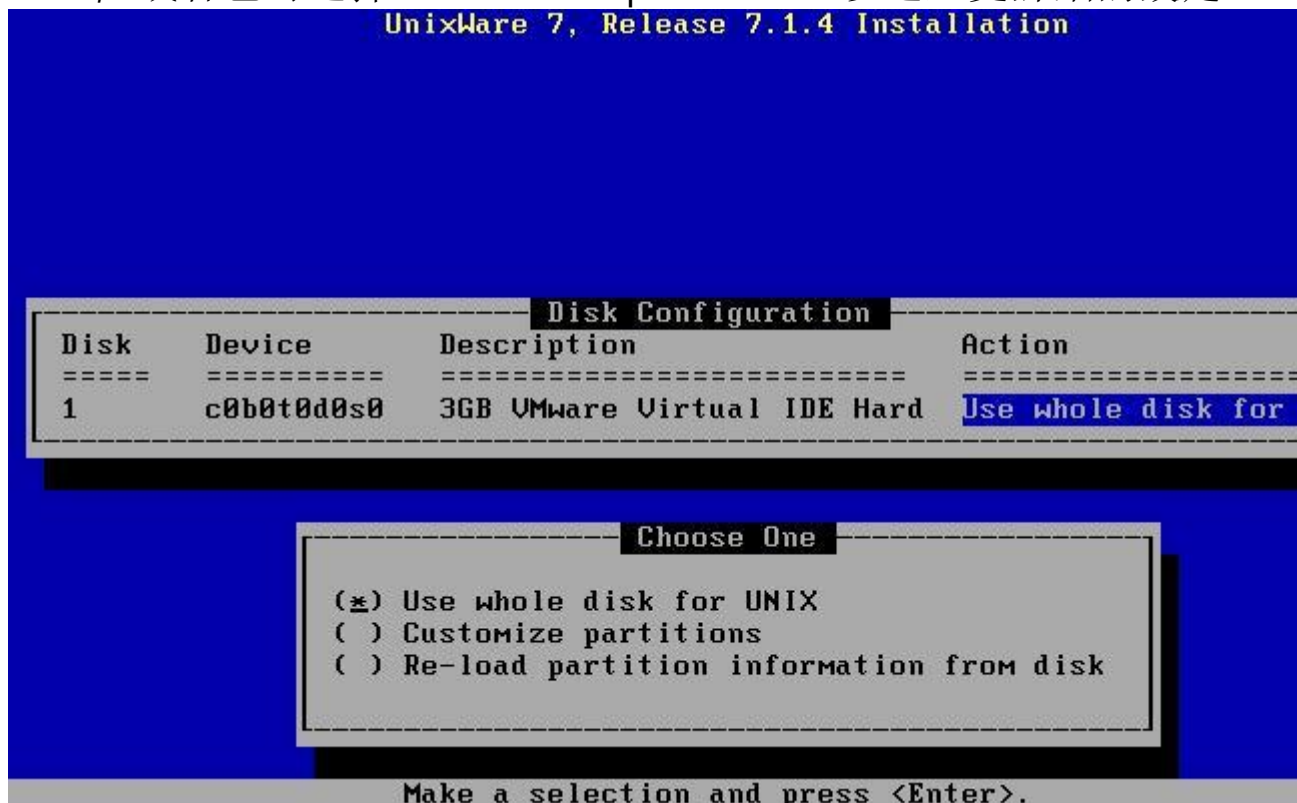 UnixWare 7, Release 7.1.4 Installation
Disk Configuration
Disk Device Description Action
===== ========== ========================== ===================
1 c0b0t0d0s0 3GB VMware Virtual IDE Hard Use whole disk for
Choose One
(*) Use whole disk for UNIX
( ) Customize partitions
( ) Re-load partition information from disk
Make a selection and press <Enter>.